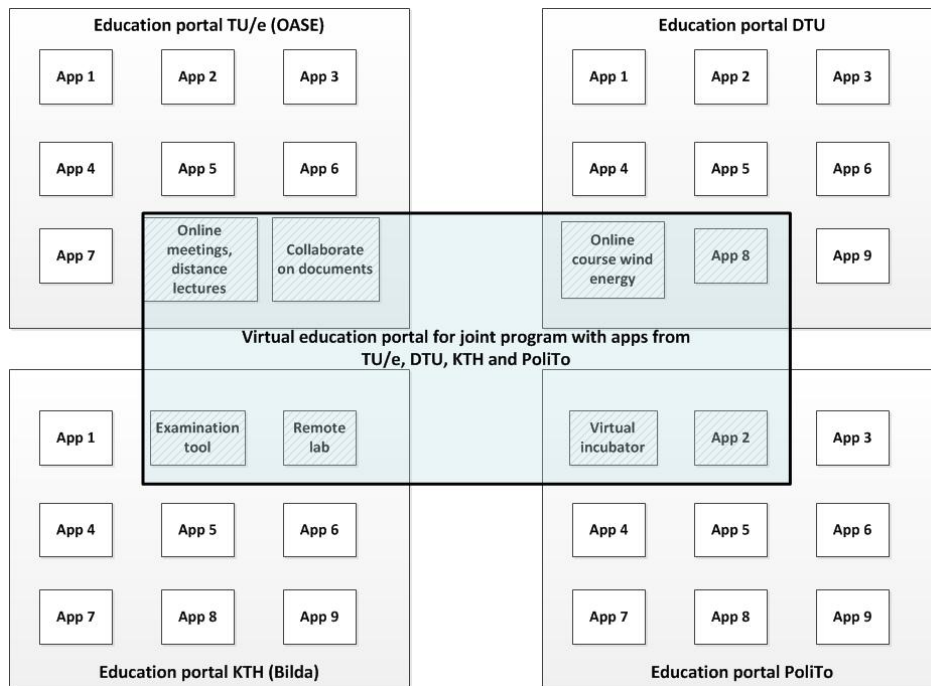 Education portal TU/e (OASE)
App 1
App 2
App 3
App 4
App 5
App 6
App 7
Online
meetings,
distance
lectures
Collaborate
on documents
Education portal DTU
App 1
App 2
App 3
App 4
App 5
App 6
Online
course wind
energy
App 8
App 9
Virtual education portal for joint program with apps from
TU/e, DTU, KTH and PoliTo
App 1
Examination
tool
Remote
lab
App 4
App 5
App 6
App 7
App 8
App 9
Education portal KTH (Bilda)
Virtual
incubator
App 2
App 3
App 4
App 5
App 6
App 7
App 8
App 9
Education portal PoliTo